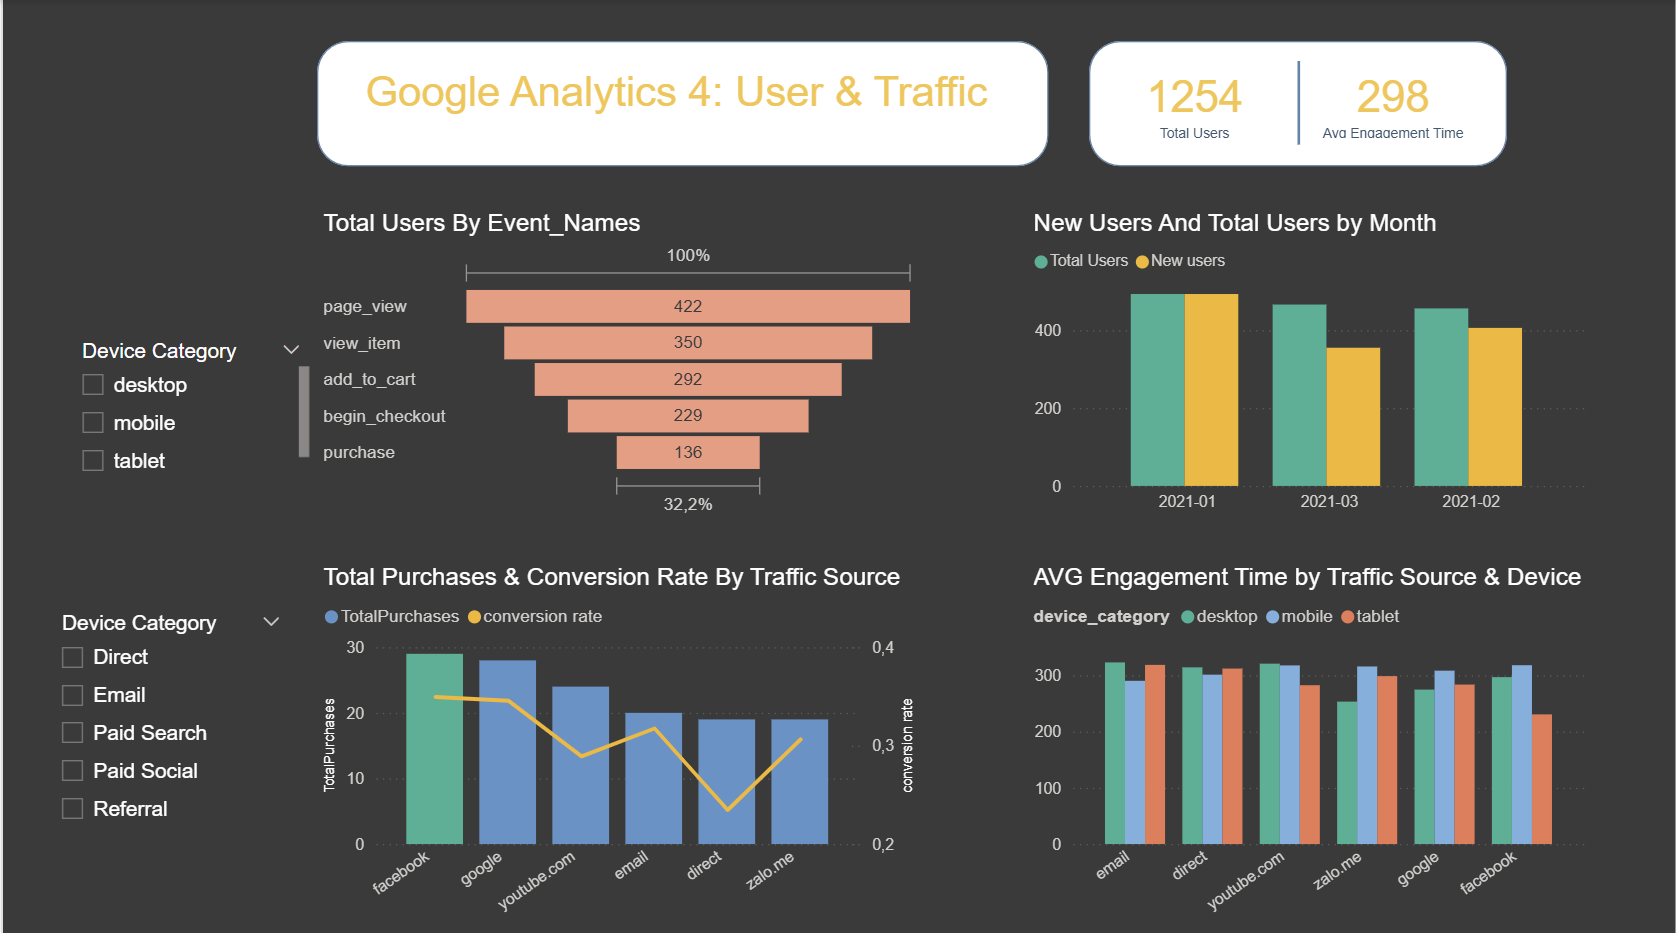 Google Analytics 4: User & Traffic
1254
Total Users
298
Avg Engagement Time
Device Category
desktop
mobile
tablet
Total Users By Event_Names
100%
page_view
422
view_item
350
add_to_cart
292
begin_checkout
229
purchase
136
32,2%
New Users And Total Users by Month
Total Users
New users
400
200
0
2021-01
2021-03
2021-02
Device Category
Direct
Email
Paid Search
Paid Social
Referral
Total Purchases & Conversion Rate By Traffic Source
TotalPurchases
conversion rate
30
20
10
0
TotalPurchases
0,4
0,3
0,2
conversion rate
facebook
google
youtube.com
email
direct
zalo.me
AVG Engagement Time by Traffic Source & Device
device_category
desktop
mobile
tablet
300
200
100
0
email
direct
youtube.com
zalo.me
google
facebook